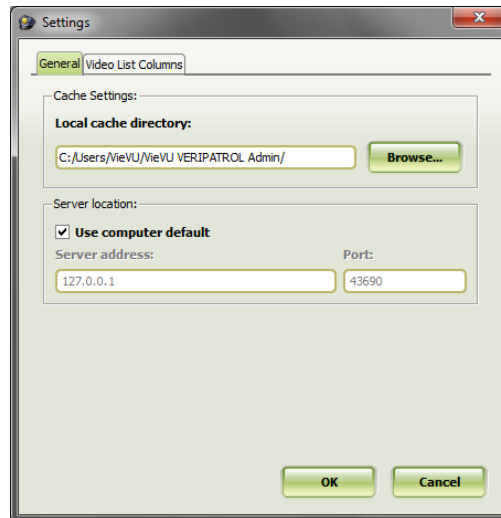 Settings
General Video List Columns
Cache Settings:
Local cache directory:
C:/Users/VieVU/VieVU VERIPATROL Admin/ Browse...
Server location:
Use computer default
Server address: Port:
127.0.0.1 43690
OK Cancel